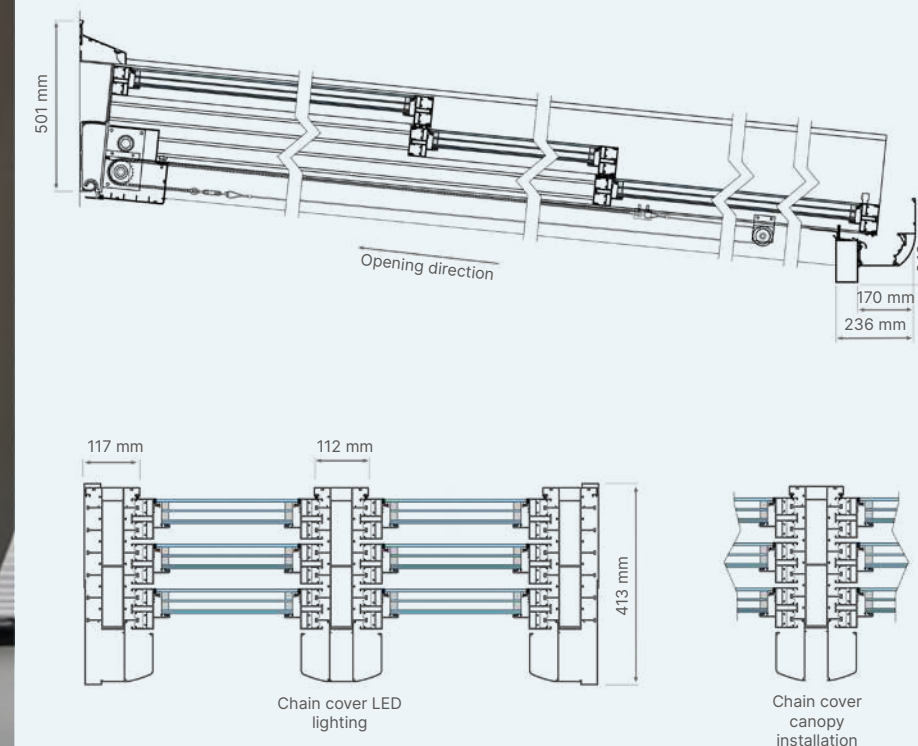 501 mm
Opening direction
170 mm
236 mm
117 mm
112 mm
413 mm
Chain cover LED
lighting
Chain cover
canopy
installation